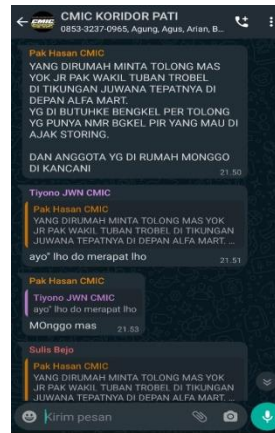 CMIC KORIDOR PATI
0853-3237-0965, Agung, Agus, Arian, B...
Pak Hasan CMIC
YANG DIRUMAH MINTA TOLONG MAS
YOK JR PAK WAKIL TUBAN TROBEL
DI TIKUNGAN JUWANA TEPATNYA DI
DEPAN ALFA MART.
YG DI BUTUHKE BENGKEL PER TOLONG
YG PUNYA NMR BGKEL PIR YANG MAU DI
AJAK STORING.
DAN ANGGOTA YG DI RUMAH MONGGO
DI KANCANI
21.50
Tiyono JWN CMIC
Pak Hasan CMIC
YANG DIRUMAH MINTA TOLONG MAS YOK
JR PAK WAKIL TUBAN TROBEL DI TIKUNGAN
JUWANA TEPATNYA DI DEPAN ALFA MART. ...
ayo" lho do merapat lho
21.51
Pak Hasan CMIC
Tiyono JWN CMIC
ayo" lho do merapat lho
MOnggo mas
21.53
Sulis Bejo
Pak Hasan CMIC
YANG DIRUMAH MINTA TOLONG MAS YOK
JR PAK WAKIL TUBAN TROBEL DI TIKUNGAN
JUWANA TEPATNYA DI DEPAN ALFA MART. ...
Kirim pesan